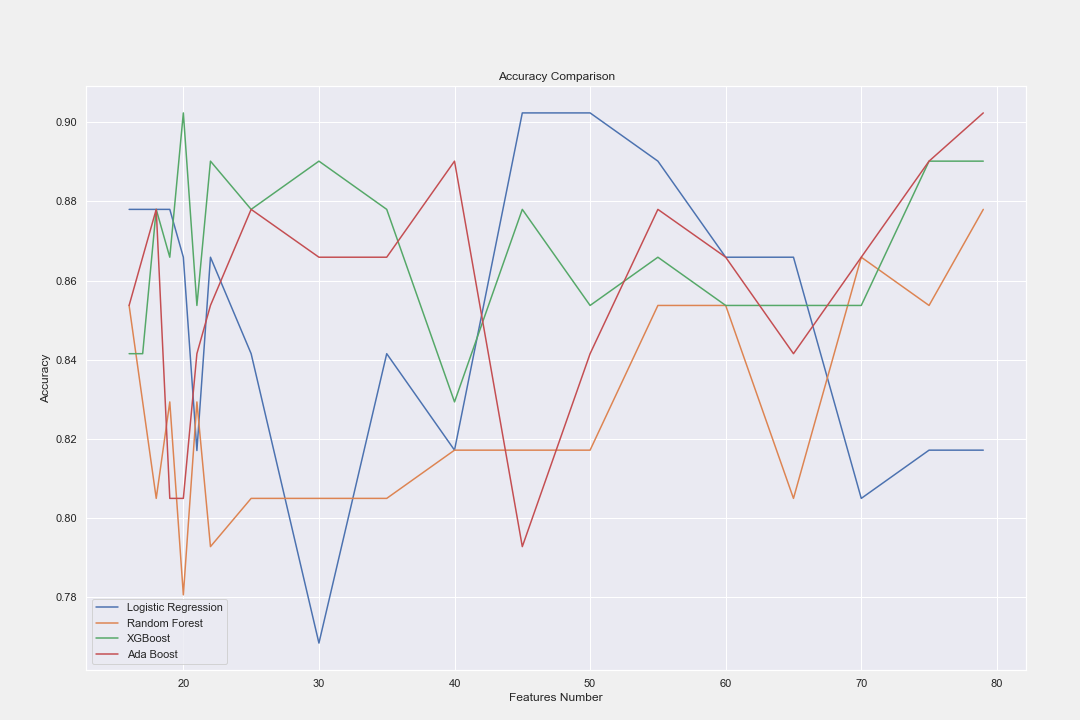 Accuracy Comparison
0.90
0.88
0.86
0.84
0.82
0.80
0.78
Accuracy
Logistic Regression
Random Forest
XGBoost
Ada Boost
20 30 40 50 60 70 80
Features Number